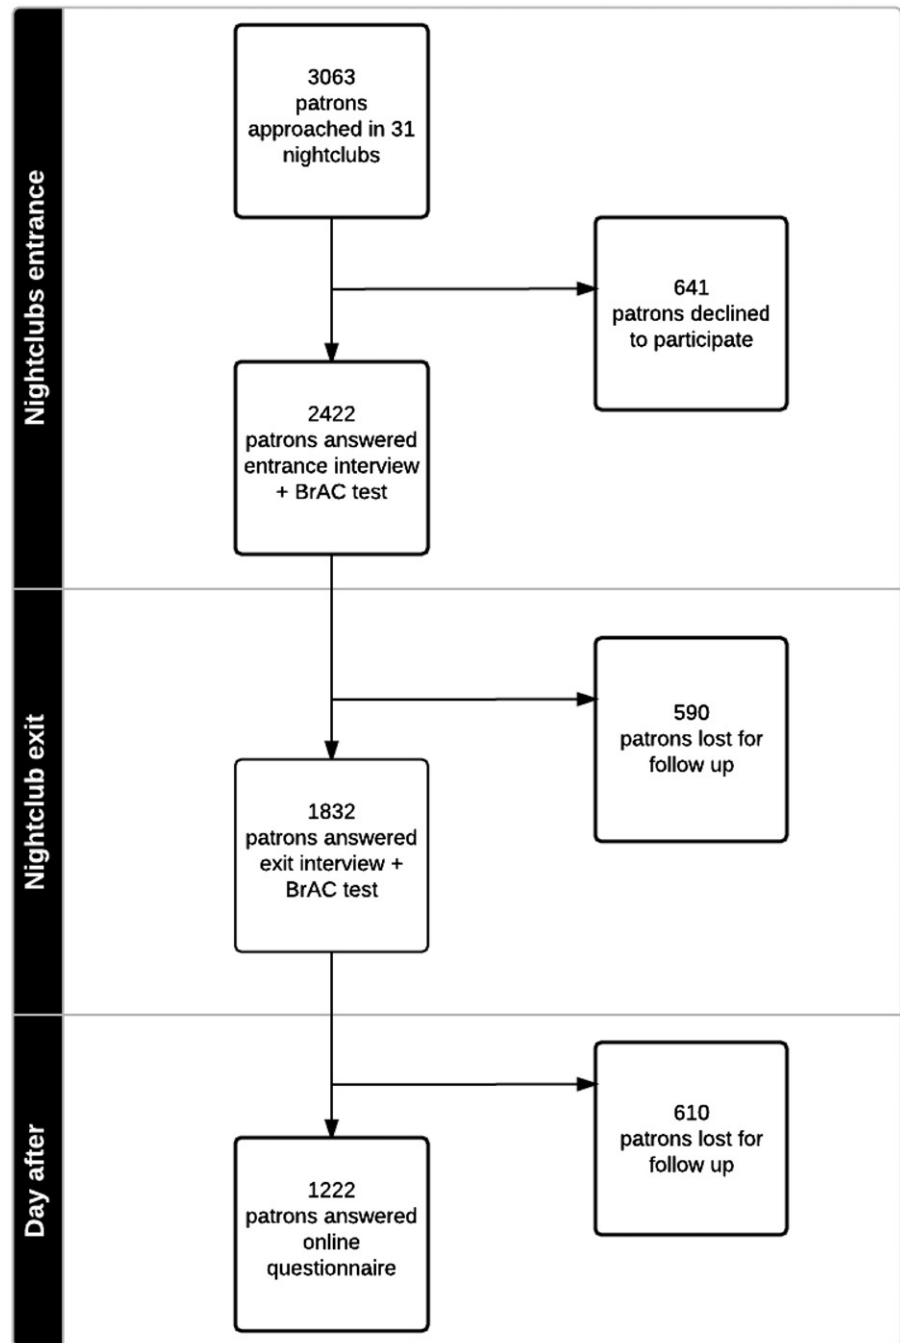 Nightclubs entrance
3063
patrons
approached in 31
nightclubs
641
patrons declined
to participate
2422
patrons answered
entrance interview
+ BrAC test
Nightclub exit
590
patrons lost for
follow up
1832
patrons answered
exit interview +
BrAC test
Day after
610
patrons lost for
follow up
1222
patrons answered
online
questionnaire